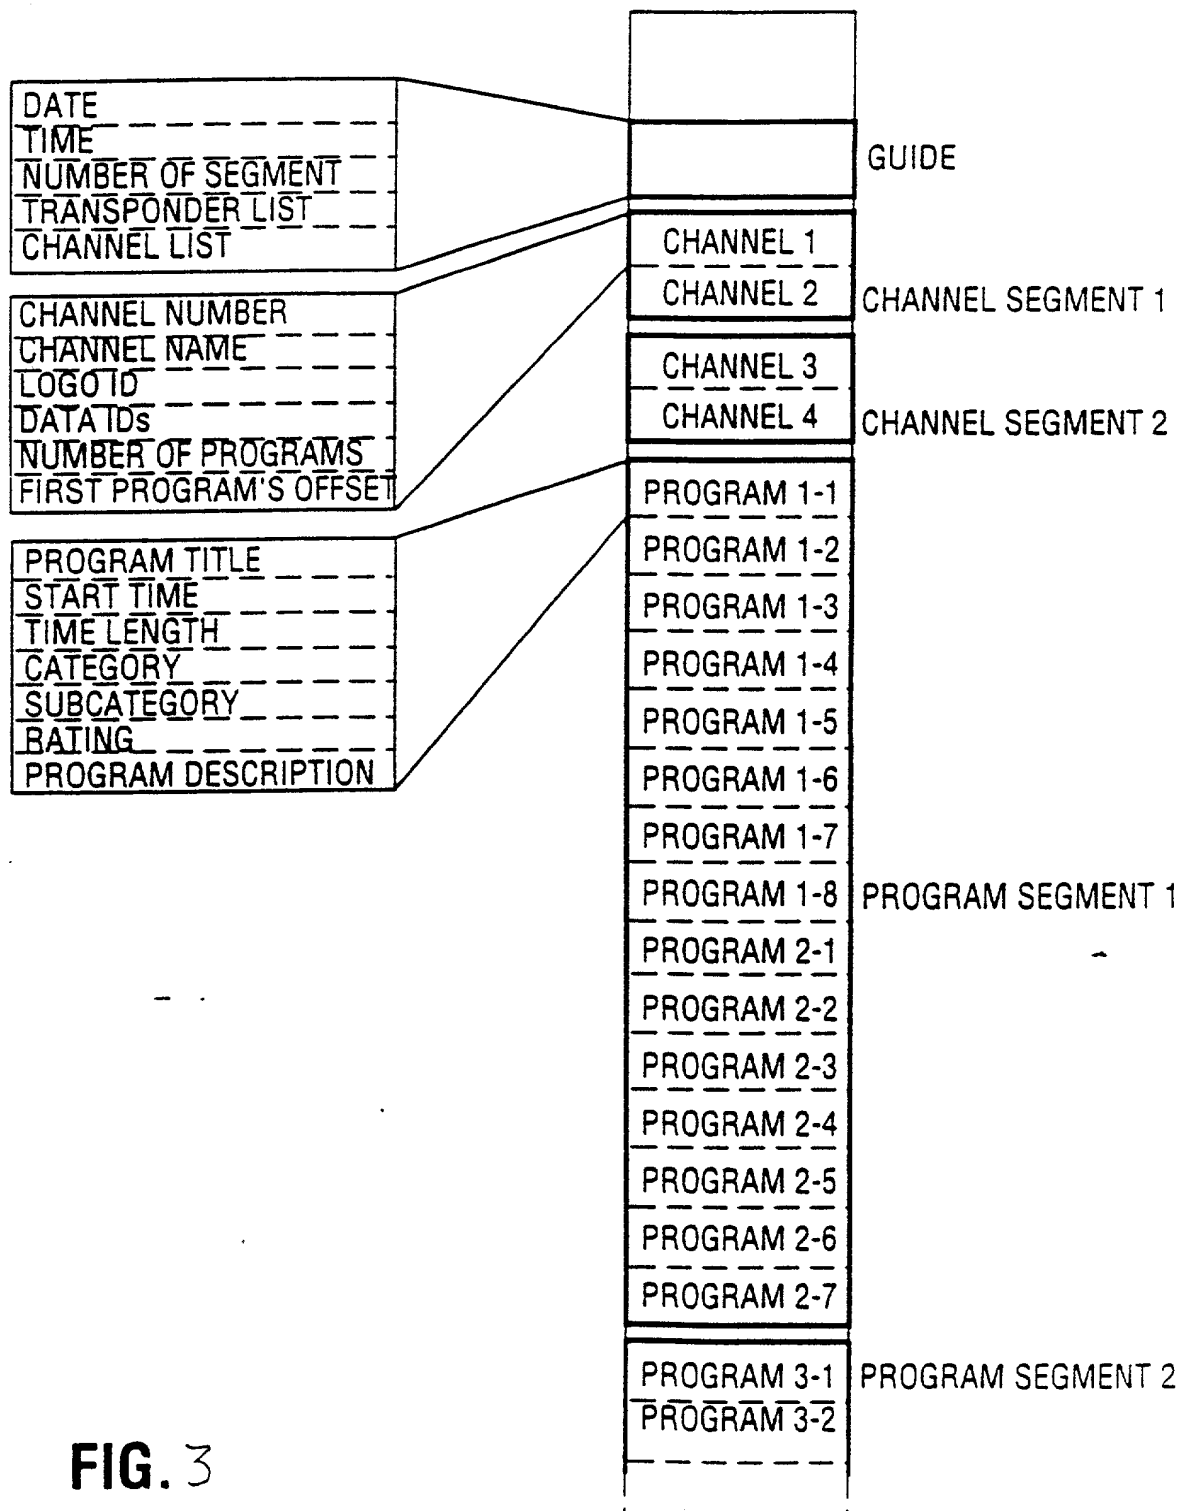 DATE
TIME
NUMBER OF SEGMENT
TRANSPONDER LIST
CHANNEL LIST
GUIDE
CHANNEL NUMBER
CHANNEL NAME
LOGO ID
DATA IDs
NUMBER OF PROGRAMS
FIRST PROGRAM'S OFFSET
CHANNEL 1
CHANNEL 2
CHANNEL SEGMENT 1
CHANNEL 3
CHANNEL 4
CHANNEL SEGMENT 2
PROGRAM TITLE
START TIME
TIME LENGTH
CATEGORY
SUBCATEGORY
RATING
PROGRAM DESCRIPTION
PROGRAM 1-1
PROGRAM 1-2
PROGRAM 1-3
PROGRAM 1-4
PROGRAM 1-5
PROGRAM 1-6
PROGRAM 1-7
PROGRAM 1-8
PROGRAM 2-1
PROGRAM 2-2
PROGRAM 2-3
PROGRAM 2-4
PROGRAM 2-5
PROGRAM 2-6
PROGRAM 2-7
PROGRAM SEGMENT 1
PROGRAM 3-1
PROGRAM 3-2
PROGRAM SEGMENT 2
FIG. 3